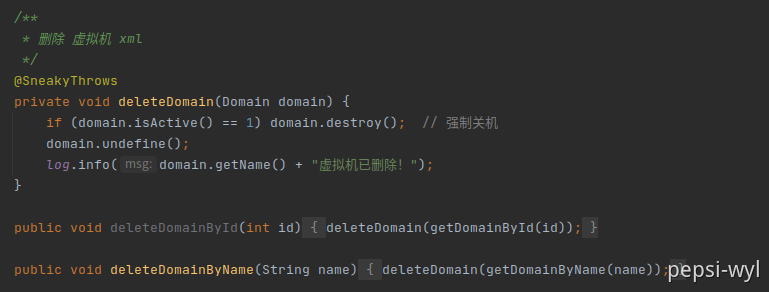 /**
 * 删除 虚拟机 xml
 */
@SneakyThrows
private void deleteDomain(Domain domain) {
    if (domain.isActive() == 1) domain.destroy();  // 强制关机
    domain.undefine();
    log.info( msg: domain.getName() + "虚拟机已删除！");
}
public void deleteDomainById(int id) { deleteDomain(getDomainById(id)); }
public void deleteDomainByName(String name) { deleteDomain(getDomainByName(name)); }
pepsi-wyl